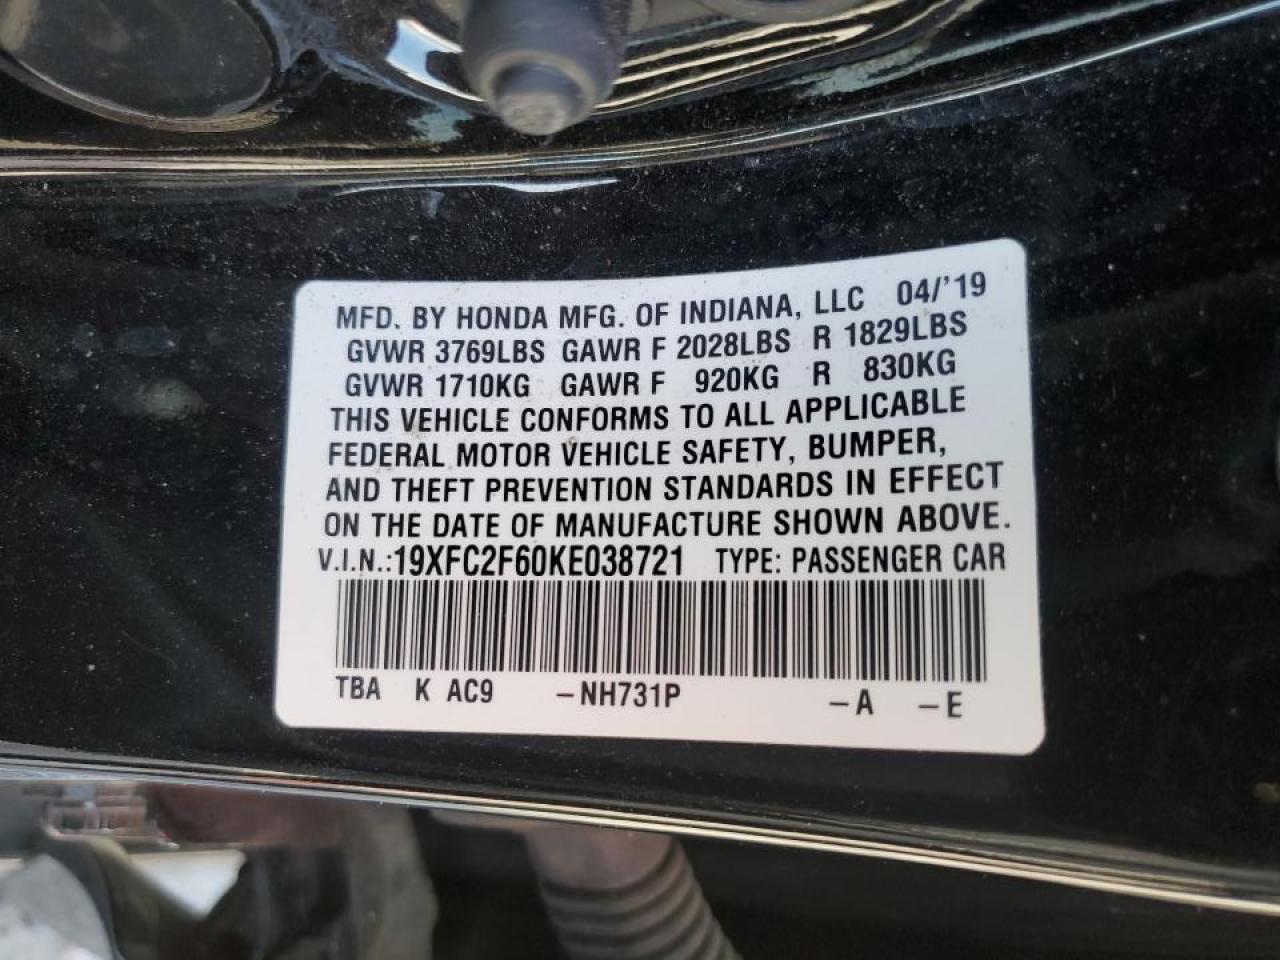 MFD. BY HONDA MFG. OF INDIANA, LLC 04/'19
GVWR 3769LBS GAWR F 2028LBS R 1829LBS
GVWR 1710KG GAWR F 920KG R 830KG
THIS VEHICLE CONFORMS TO ALL APPLICABLE
FEDERAL MOTOR VEHICLE SAFETY, BUMPER,
AND THEFT PREVENTION STANDARDS IN EFFECT
ON THE DATE OF MANUFACTURE SHOWN ABOVE.
V.I.N.:19XFC2F60KE038721 TYPE: PASSENGER CAR
TBA K AC9 –NH731P –A –E